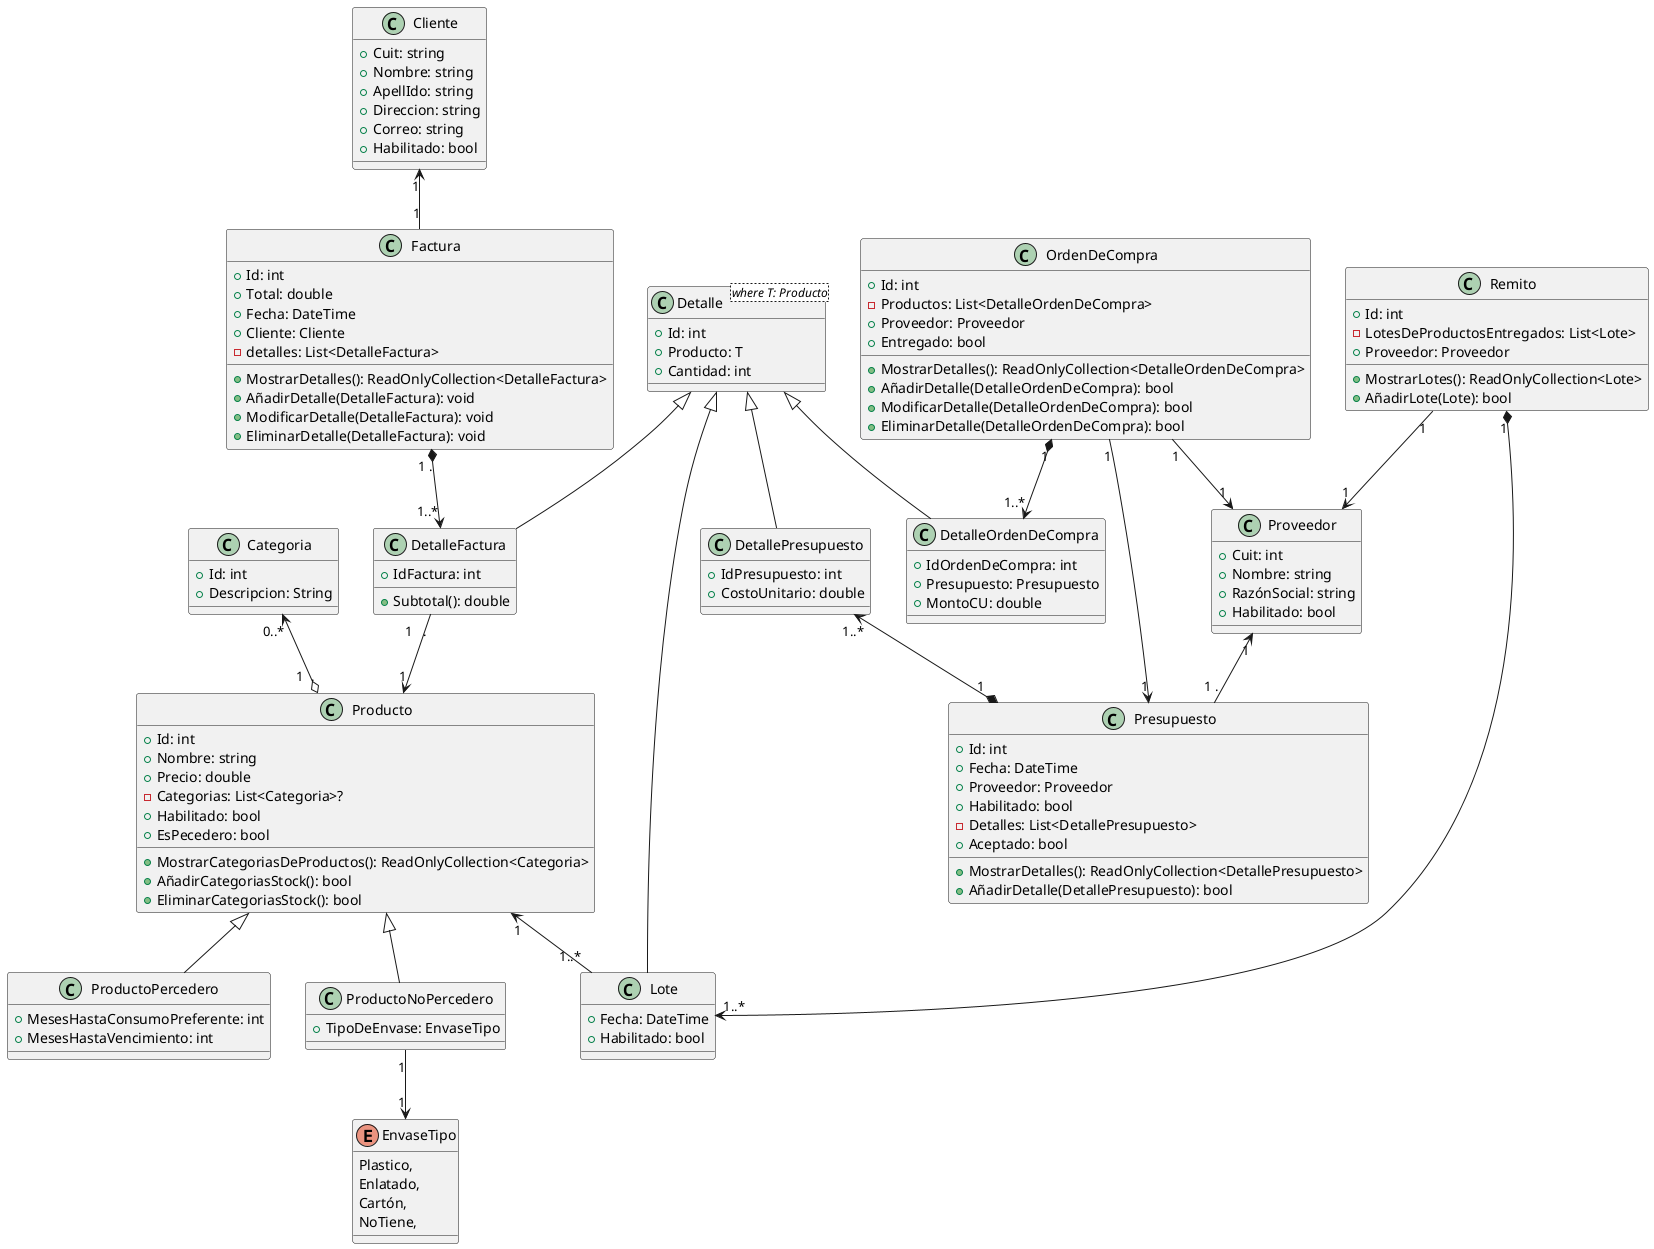 C Cliente
Cuit: string
Nombre: string
ApellIdo: string
Direccion: string
Correo: string
Habilitado: bool
1
1
C Factura
Id: int
Total: double
Fecha: DateTime
Cliente: Cliente
detalles: List<DetalleFactura>
MostrarDetalles(): ReadOnlyCollection<DetalleFactura>
AñadirDetalle(DetalleFactura): void
ModificarDetalle(DetalleFactura): void
EliminarDetalle(DetalleFactura): void
C Detalle
where T: Producto
Id: int
Producto: T
Cantidad: int
C OrdenDeCompra
Id: int
Productos: List<DetalleOrdenDeCompra>
Proveedor: Proveedor
Entregado: bool
MostrarDetalles(): ReadOnlyCollection<DetalleOrdenDeCompra>
AñadirDetalle(DetalleOrdenDeCompra): bool
ModificarDetalle(DetalleOrdenDeCompra): bool
EliminarDetalle(DetalleOrdenDeCompra): bool
C Remito
Id: int
LotesDeProductosEntregados: List<Lote>
Proveedor: Proveedor
MostrarLotes(): ReadOnlyCollection<Lote>
AñadirLote(Lote): bool
1 .
1
1
1
1
1
1..*
1..*
1
1
C Categoria
Id: int
Descripcion: String
C DetalleFactura
IdFactura: int
Subtotal(): double
C DetallePresupuesto
IdPresupuesto: int
CostoUnitario: double
C DetalleOrdenDeCompra
IdOrdenDeCompra: int
Presupuesto: Presupuesto
MontoCU: double
C Proveedor
Cuit: int
Nombre: string
RazónSocial: string
Habilitado: bool
0..*
1 .
1..*
1
1
1
1
1
1 .
C Producto
Id: int
Nombre: string
Precio: double
Categorias: List<Categoria>?
Habilitado: bool
EsPecedero: bool
MostrarCategoriasDeProductos(): ReadOnlyCollection<Categoria>
AñadirCategoriasStock(): bool
EliminarCategoriasStock(): bool
C Presupuesto
Id: int
Fecha: DateTime
Proveedor: Proveedor
Habilitado: bool
Detalles: List<DetallePresupuesto>
Aceptado: bool
MostrarDetalles(): ReadOnlyCollection<DetallePresupuesto>
AñadirDetalle(DetallePresupuesto): bool
1
1..*
C ProductoPercedero
MesesHastaConsumoPreferente: int
MesesHastaVencimiento: int
C ProductoNoPercedero
TipoDeEnvase: EnvaseTipo
C Lote
Fecha: DateTime
Habilitado: bool
1..*
1
1
E EnvaseTipo
Plastico,
Enlatado,
Cartón,
NoTiene,